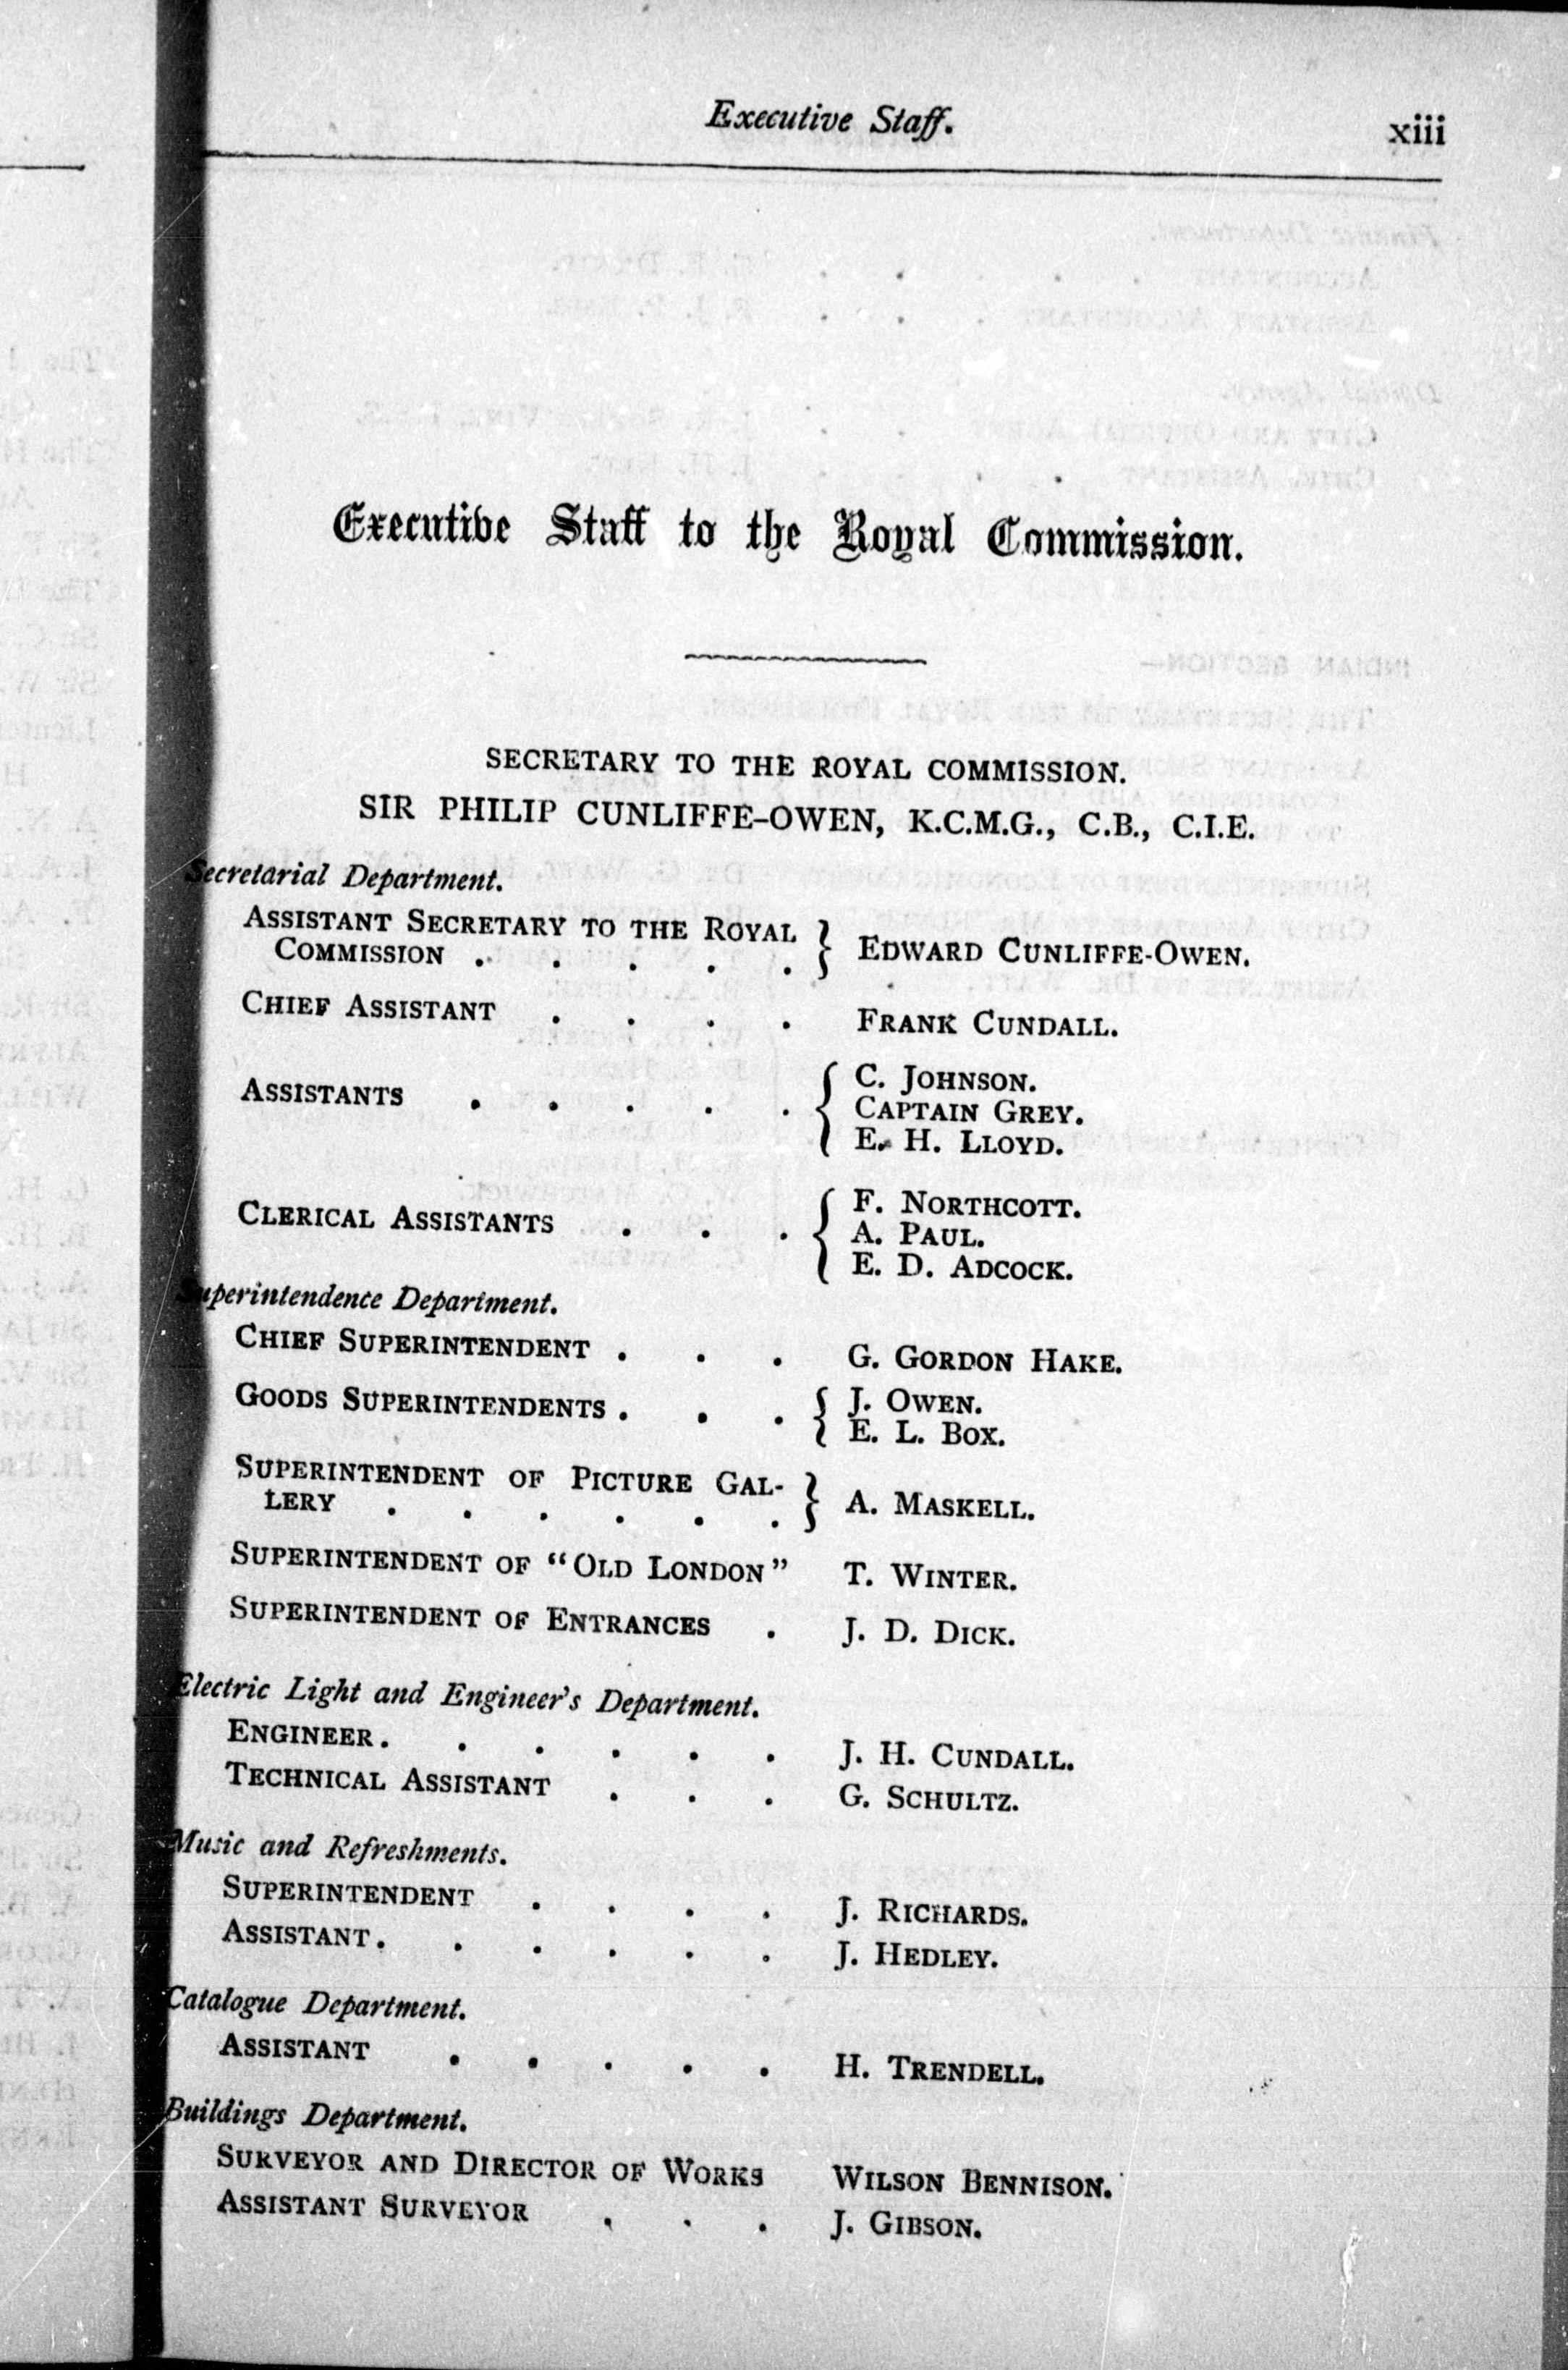 Executive Staff. xiii
Executive Staff to the Royal Commission.
SECRETARY TO THE ROYAL COMMISSION.
SIR PHILIP CUNLIFFE-OWEN, K.C.M.G., C.B., C.I.E.
Secretarial Department.
ASSISTANT SECRETARY TO THE ROYAL
COMMISSION . . . . . } EDWARD CUNLIFFE-OWEN.
CHIEF ASSISTANT . . . . FRANK CUNDALL.
ASSISTANTS . . . . . { C. JOHNSON.
CAPTAIN GREY.
E. H. LLOYD.
CLERICAL ASSISTANTS . . . { F. NORTHCOTT.
A. PAUL.
E. D. ADCOCK.
Superintendence Department.
CHIEF SUPERINTENDENT . . . G. GORDON HAKE.
GOODS SUPERINTENDENTS . . . { J. OWEN.
E. L. BOX.
SUPERINTENDENT OF PICTURE GAL-
LERY . . . . . . } A. MASKELL.
SUPERINTENDENT OF "OLD LONDON" T. WINTER.
SUPERINTENDENT OF ENTRANCES . J. D. DICK.
Electric Light and Engineer's Department.
ENGINEER . . . . . . J. H. CUNDALL.
TECHNICAL ASSISTANT . . . G. SCHULTZ.
Music and Refreshments.
SUPERINTENDENT . . . . J. RICHARDS.
ASSISTANT . . . . . . J. HEDLEY.
Catalogue Department.
ASSISTANT . . . . . H. TRENDELL.
Buildings Department.
SURVEYOR AND DIRECTOR OF WORKS WILSON BENNISON.
ASSISTANT SURVEYOR . . . J. GIBSON.